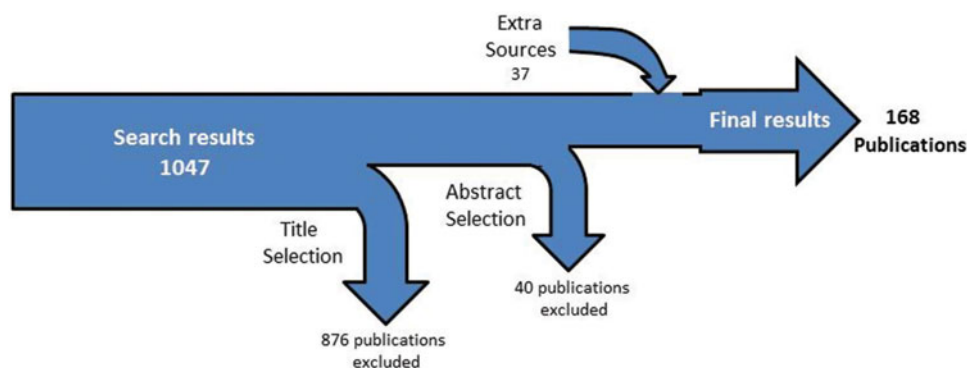 Extra
Sources
37
Search results
1047
Final results
168
Publications
Title
Selection
Abstract
Selection
876 publications
excluded
40 publications
excluded